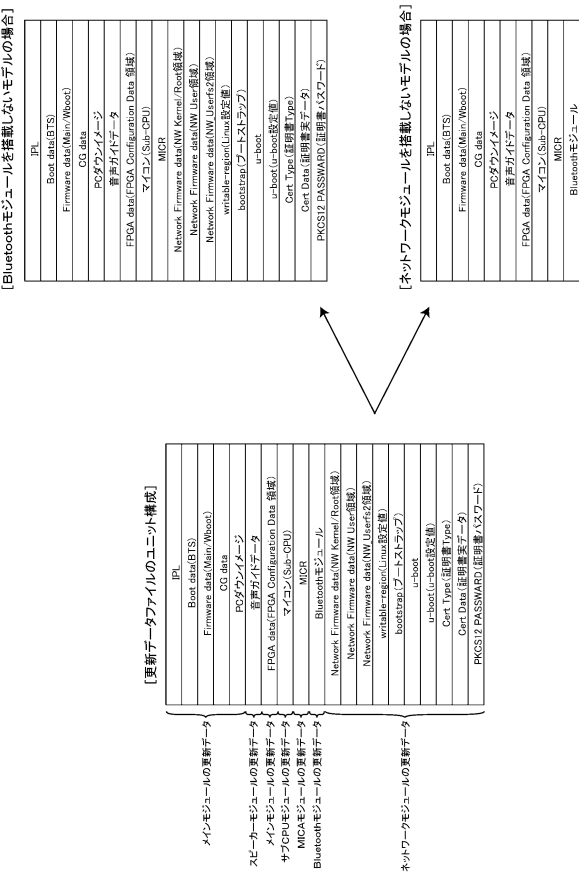 [更新データファイルのユニット構成]
メインモジュールの更新データ
スピーカーモジュールの更新データ
メインモジュールの更新データ
サブCPUモジュールの更新データ
MICAモジュールの更新データ
Bluetoothモジュールの更新データ
ネットワークモジュールの更新データ
IPL
Boot data(BTS)
Firmware data(Main/Wboot)
CG data
PCダウンイメージ
音声ガイドデータ
FPGA data(FPGA Configuration Data 領域)
マイコン(Sub-CPU)
MICR
Bluetoothモジュール
Network Firmware data(NW Kernel/Root領域)
Network Firmware data(NW User領域)
Network Firmware data(NW_Userfs2領域)
writable-region(Linux設定値)
bootstrap(ブートストラップ)
u-boot
u-boot(u-boot設定値)
Cert Type(証明書Type)
Cert Data(証明書実データ)
PKCS12 PASSWARD(証明書パスワード)
[Bluetoothモジュールを搭載しないモデルの場合]
IPL
Boot data(BTS)
Firmware data(Main/Wboot)
CG data
PCダウンイメージ
音声ガイドデータ
FPGA data(FPGA Configuration Data 領域)
マイコン(Sub-CPU)
MICR
Network Firmware data(NW Kernel/Root領域)
Network Firmware data(NW_User領域)
Network Firmware data(NW_Userfs2領域)
writable-region(Linux設定値)
bootstrap(ブートストラップ)
u-boot
u-boot(u-boot設定値)
Cert Type(証明書Type)
Cert Data(証明書実データ)
PKCS12 PASSWORD(証明書パスワード)
[ネットワークモジュールを搭載しないモデルの場合]
IPL
Boot data(BTS)
Firmware data(Main/Wboot)
CG data
PCダウンイメージ
音声ガイドデータ
FPGA data(FPGA Configuration Data 領域)
マイコン(Sub-CPU)
MICR
Bluetoothモジュール